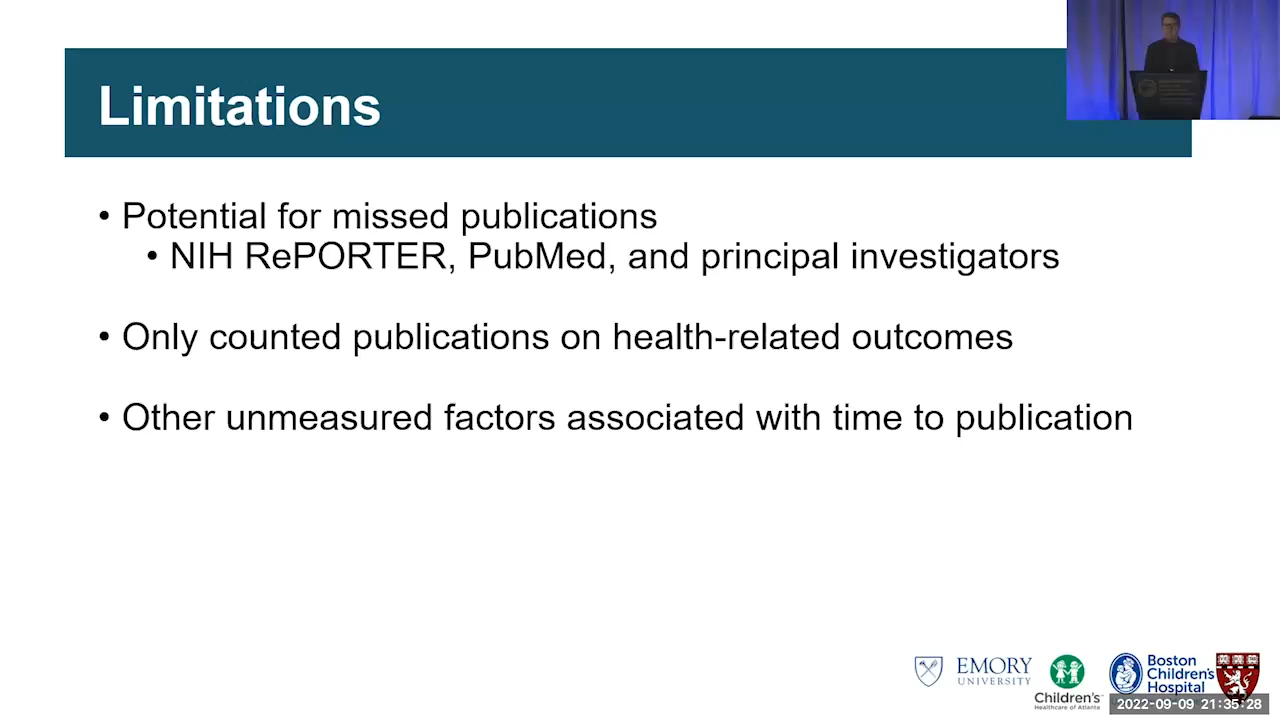 Limitations
• Potential for missed publications
• NIH RePORTER, PubMed, and principal investigators
• Only counted publications on health-related outcomes
• Other unmeasured factors associated with time to publication
EMORY
UNIVERSITY
Children's
Healthcare of Atlanta
Boston
Children's
Hospital
2022-09-09 21:35:28